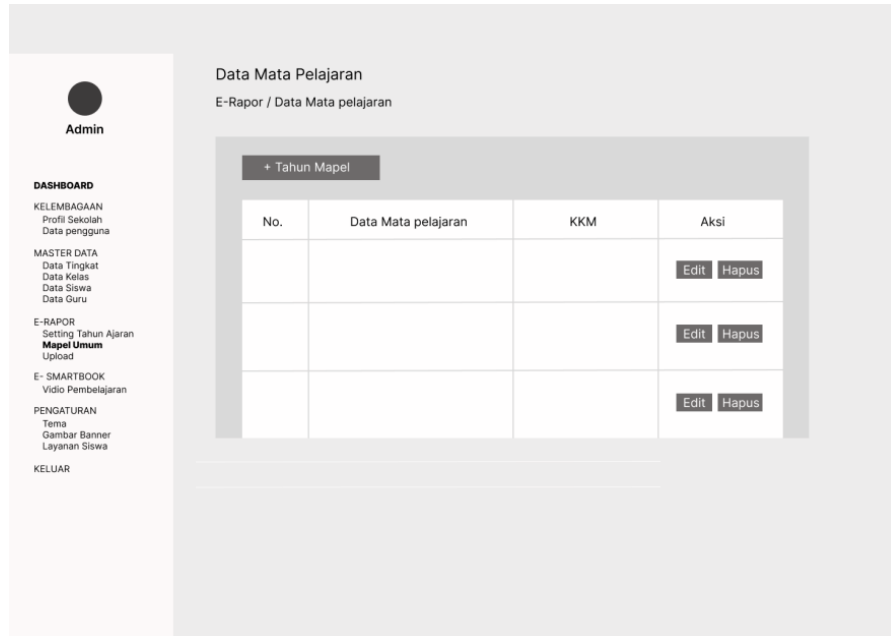 Admin
DASHBOARD
KELEMBAGAAN
Profil Sekolah
Data pengguna
MASTER DATA
Data Tingkat
Data Kelas
Data Siswa
Data Guru
E-RAPOR
Setting Tahun Ajaran
Mapel Umum
Upload
E- SMARTBOOK
Vidio Pembelajaran
PENGATURAN
Tema
Gambar Banner
Layanan Siswa
KELUAR
Data Mata Pelajaran
E-Rapor / Data Mata pelajaran
+ Tahun Mapel
No. Data Mata pelajaran KKM Aksi
Edit Hapus
Edit Hapus
Edit Hapus